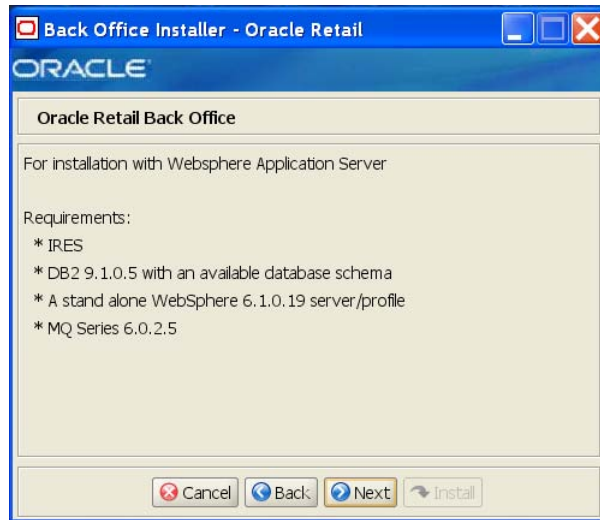 Back Office Installer - Oracle Retail
ORACLE
Oracle Retail Back Office
For installation with Websphere Application Server
Requirements:
* IRES
* DB2 9.1.0.5 with an available database schema
* A stand alone WebSphere 6.1.0.19 server/profile
* MQ Series 6.0.2.5
Cancel Back Next Install